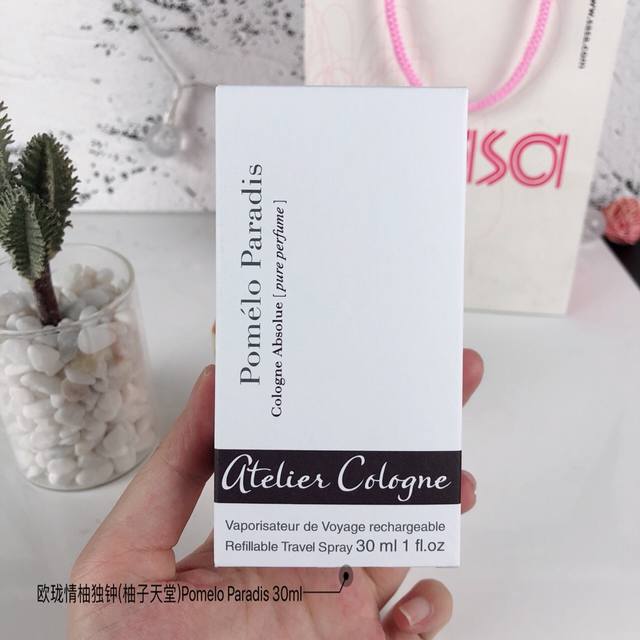 Pomélo Paradis
Cologne Absolue [ pure perfume ]
Atelier Cologne
Vaporisateur de Voyage rechargeable
Refillable Travel Spray 30 ml 1 fl.oz
欧珑情柚独钟(柚子天堂)Pomelo Paradis 30ml